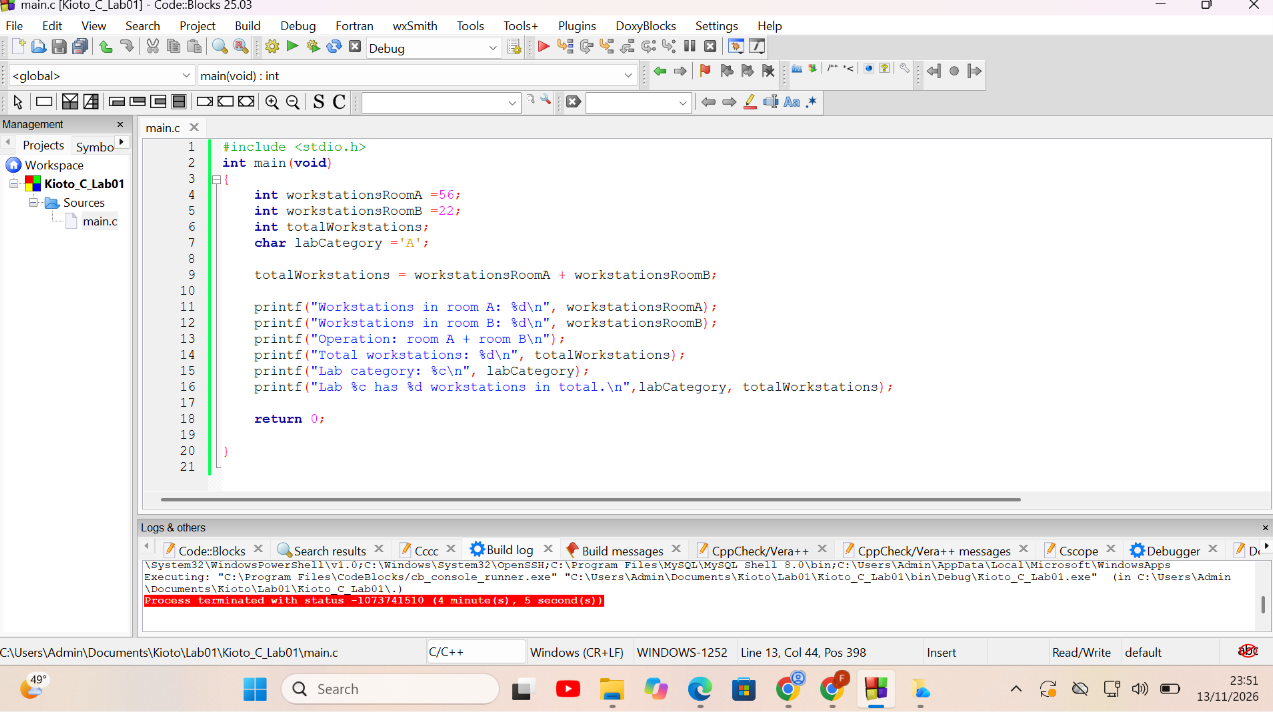 main.c [Kioto_C_Lab01] - Code::Blocks 25.03
File Edit View Search Project Build Debug Fortran wxSmith Tools Tools+ Plugins DoxyBlocks Settings Help
Debug
<global> main(void) : int
S C Aa .*
Management
Projects Symbo
Workspace
Kioto_C_Lab01
Sources
main.c
main.c
1 #include <stdio.h>
2 int main(void)
3 {
4 int workstationsRoomA =56;
5 int workstationsRoomB =22;
6 int totalWorkstations;
7 char labCategory ='A';
8
9 totalWorkstations = workstationsRoomA + workstationsRoomB;
10
11 printf("Workstations in room A: %d\n", workstationsRoomA);
12 printf("Workstations in room B: %d\n", workstationsRoomB);
13 printf("Operation: room A + room B\n");
14 printf("Total workstations: %d\n", totalWorkstations);
15 printf("Lab category: %c\n", labCategory);
16 printf("Lab %c has %d workstations in total.\n",labCategory, totalWorkstations);
17
18 return 0;
19
20 }
21
Logs & others
Code::Blocks Search results Cccc Build log Build messages CppCheck/Vera++ CppCheck/Vera++ messages Cscope Debugger
\System32\WindowsPowerShell\v1.0;C:\Windows\System32\OpenSSH;C:\Program Files\MySQL\MySQL Shell 8.0\bin;C:\Users\Admin\AppData\Local\Microsoft\WindowsApps
Executing: "C:\Program Files\CodeBlocks/cb_console_runner.exe" "C:\Users\Admin\Documents\Kioto\Lab01\Kioto_C_Lab01\bin\Debug\Kioto_C_Lab01.exe" (in C:\Users\Admin
\Documents\Kioto\Lab01\Kioto_C_Lab01\.)
Process terminated with status -1073741510 (4 minute(s), 5 second(s))
C:\Users\Admin\Documents\Kioto\Lab01\Kioto_C_Lab01\main.c C/C++ Windows (CR+LF) WINDOWS-1252 Line 13, Col 44, Pos 398 Insert Read/Write default abc
49°
Search
F
23:51
13/11/2026